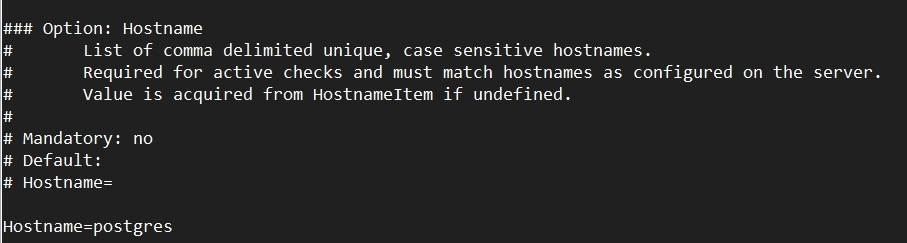 ### Option: Hostname
#       List of comma delimited unique, case sensitive hostnames.
#       Required for active checks and must match hostnames as configured on the server.
#       Value is acquired from HostnameItem if undefined.
#
# Mandatory: no
# Default:
# Hostname=

Hostname=postgres